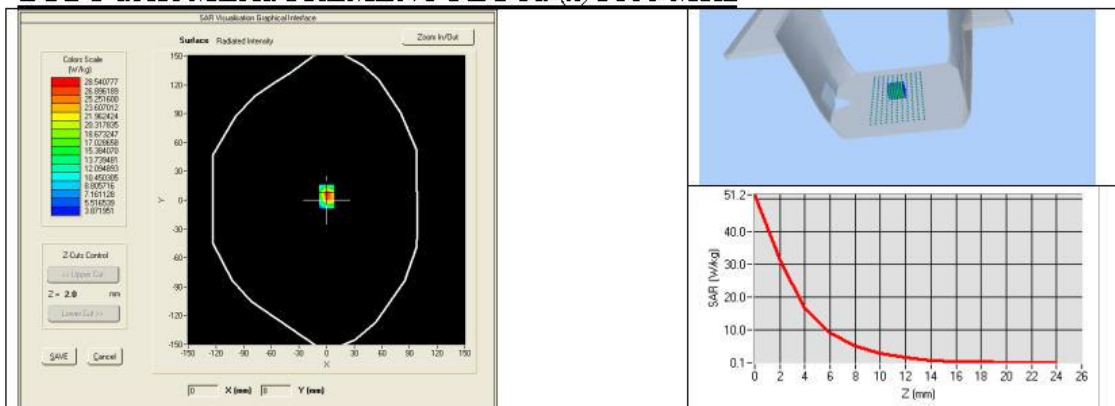 SAR Visualisation Graphical Interface
Surface Radiated Intensity
Zoom In/Out
Colors Scale
(W/kg)
28.540777
26.896189
25.251600
23.607012
21.962424
20.317835
18.673247
17.028658
15.384070
13.739481
12.094893
10.450305
8.805716
7.161128
5.516539
3.871951
Z-Cuts Control
<< Upper Cut
Z = 2.0 mm
Lower Cut >>
SAVE Cancel
150
120
90
60
30
0
-30
-60
-90
-120
-150
Y
-150 -120 -90 -60 -30 0 30 60 90 120 150
X
0 X (mm) 0 Y (mm)
51.2
40.0
30.0
20.0
10.0
0.1
SAR (W/kg)
0 2 4 6 8 10 12 14 16 18 20 22 24 26
Z (mm)